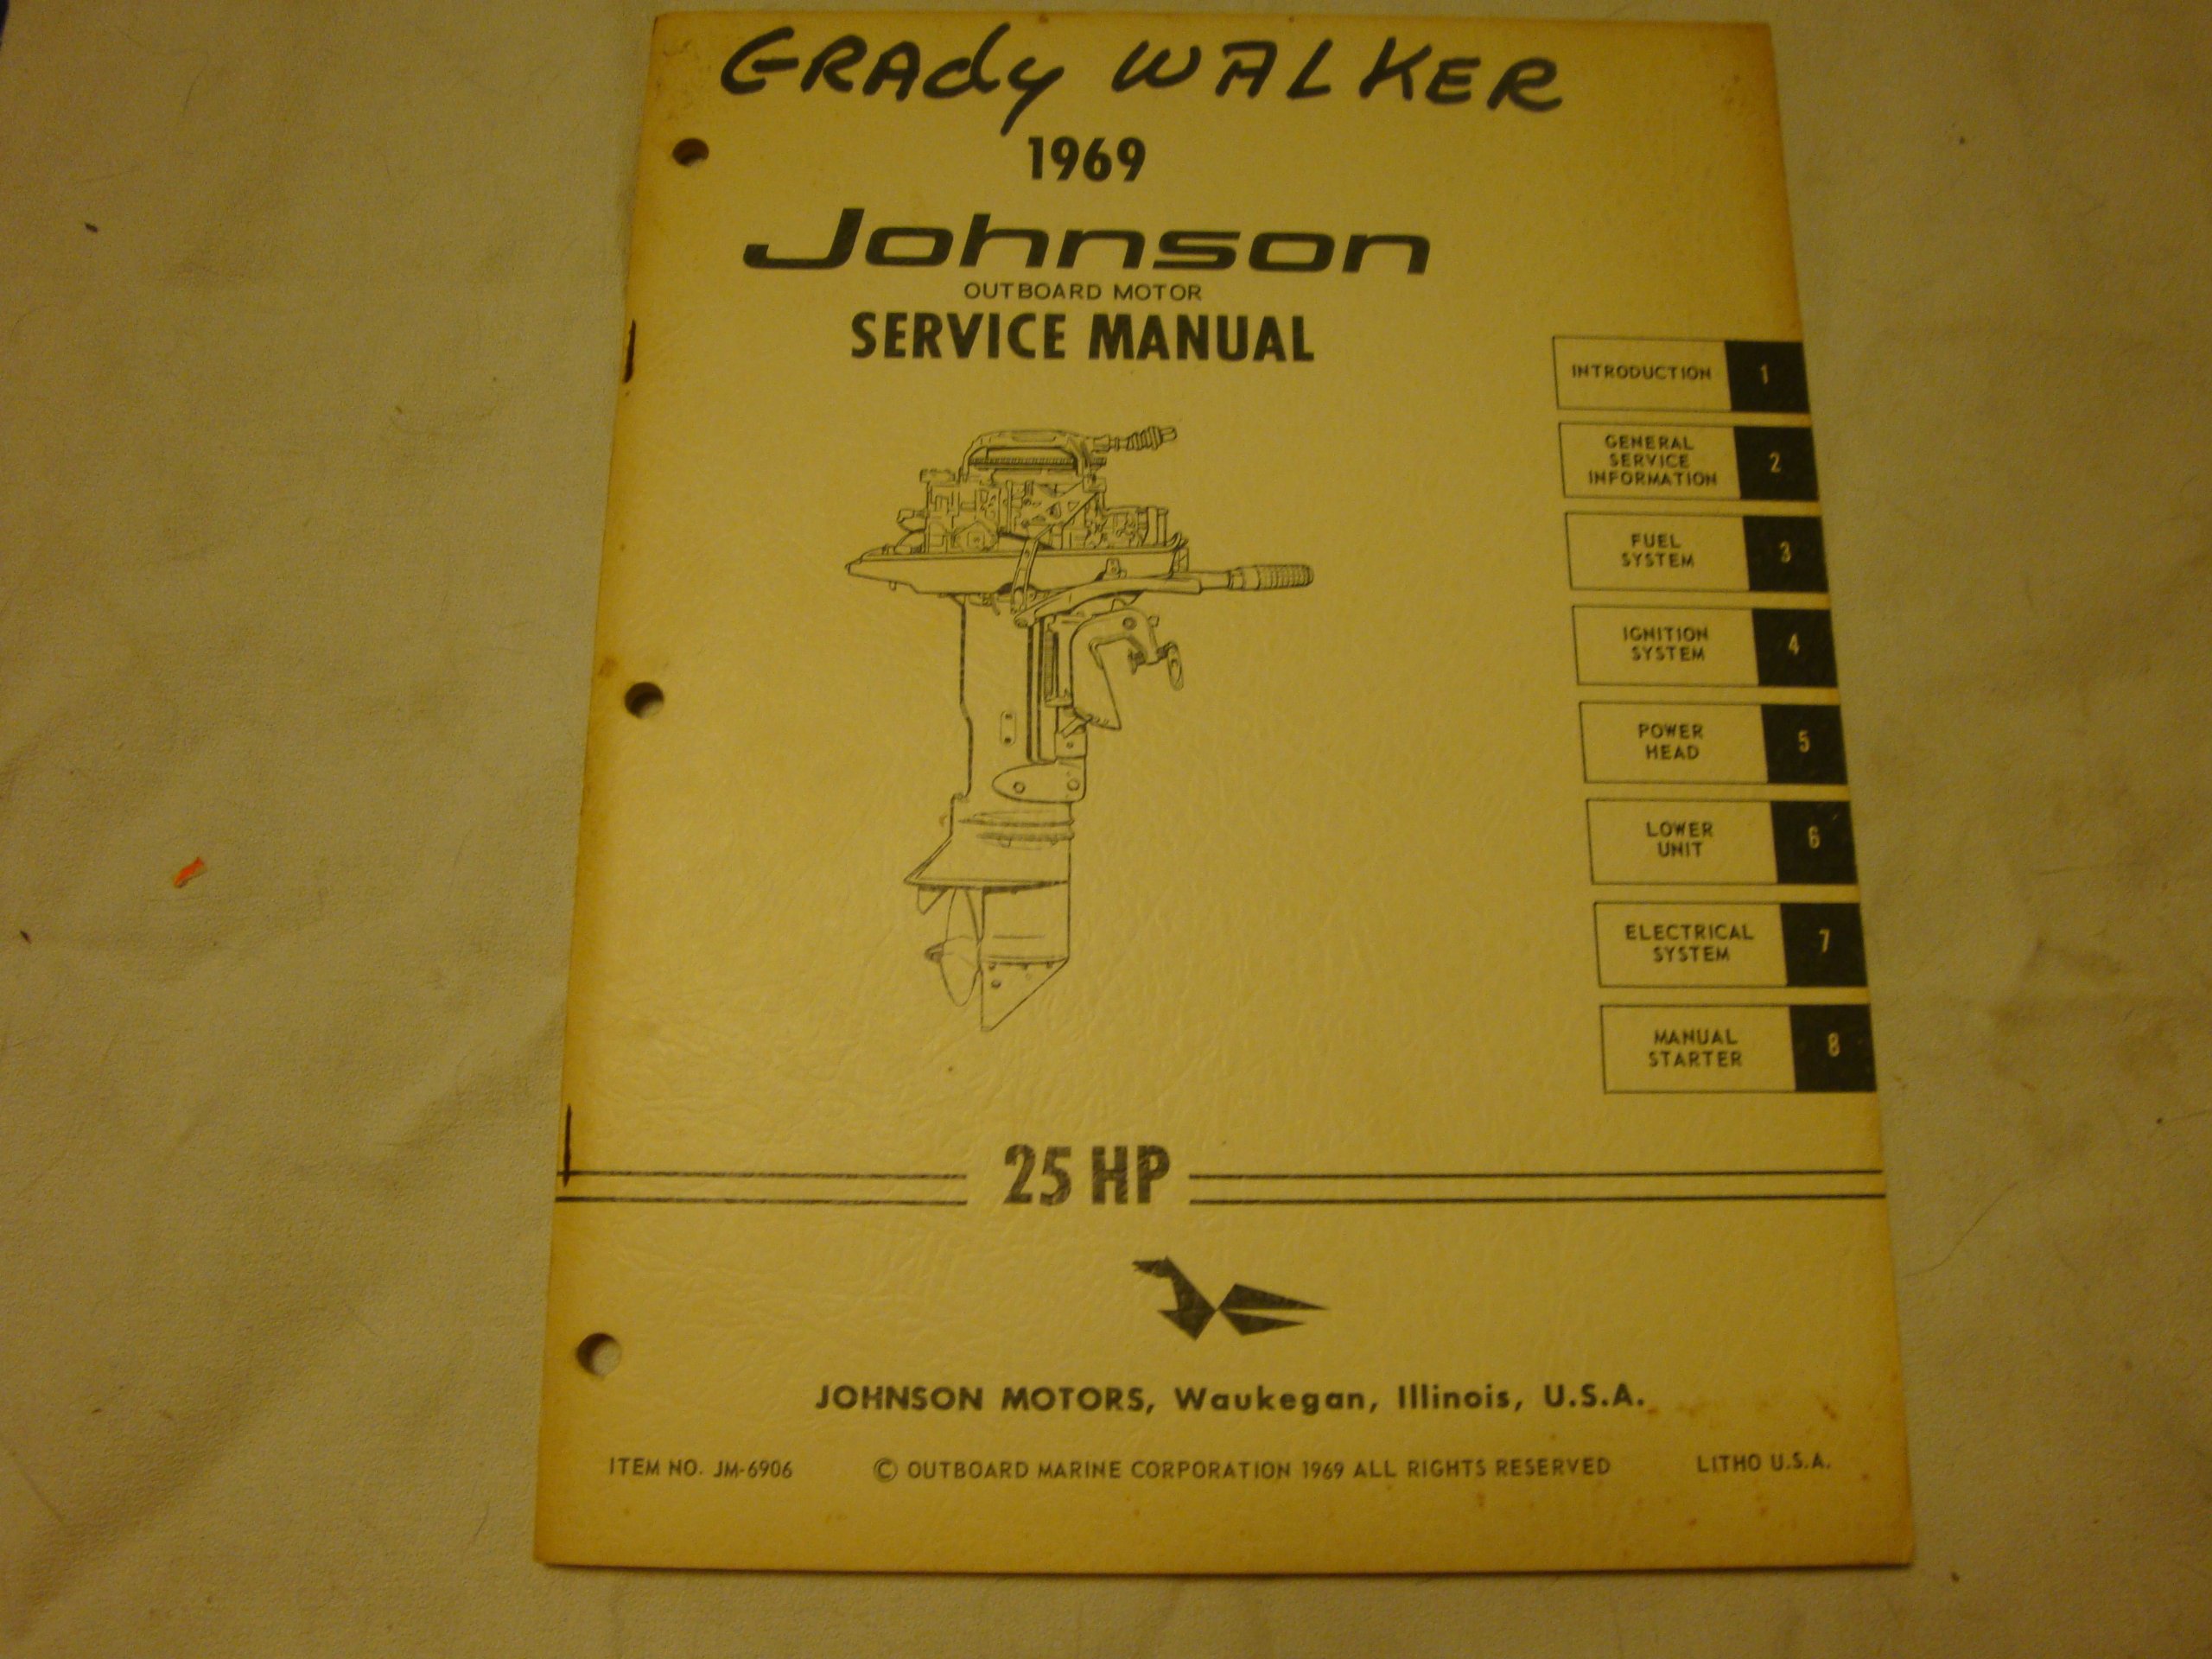 GRAdy WALKER
1969
Johnson
OUTBOARD MOTOR
SERVICE MANUAL
INTRODUCTION 1
GENERAL
SERVICE
INFORMATION 2
FUEL
SYSTEM 3
IGNITION
SYSTEM 4
POWER
HEAD 5
LOWER
UNIT 6
ELECTRICAL
SYSTEM 7
MANUAL
STARTER 8
25 HP
JOHNSON MOTORS, Waukegan, Illinois, U.S.A.
ITEM NO. JM-6906 © OUTBOARD MARINE CORPORATION 1969 ALL RIGHTS RESERVED LITHO U.S.A.